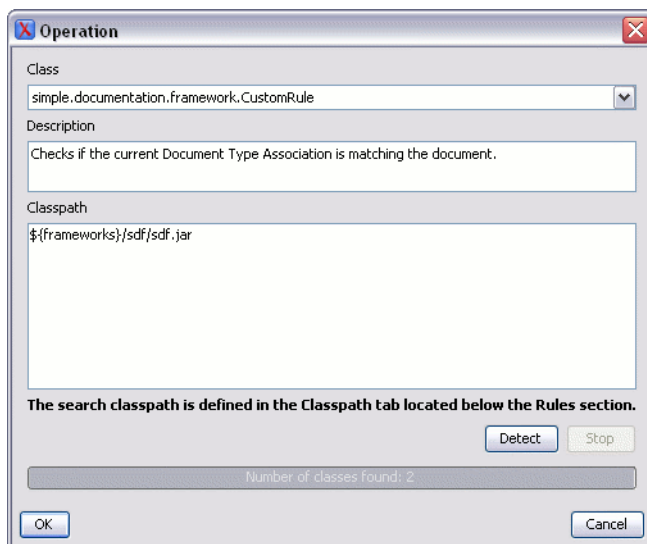 Operation
Class
simple.documentation.framework.CustomRule
Description
Checks if the current Document Type Association is matching the document.
Classpath
${frameworks}/sdf/sdf.jar
The search classpath is defined in the Classpath tab located below the Rules section.
Detect Stop
Number of classes found: 2
OK Cancel